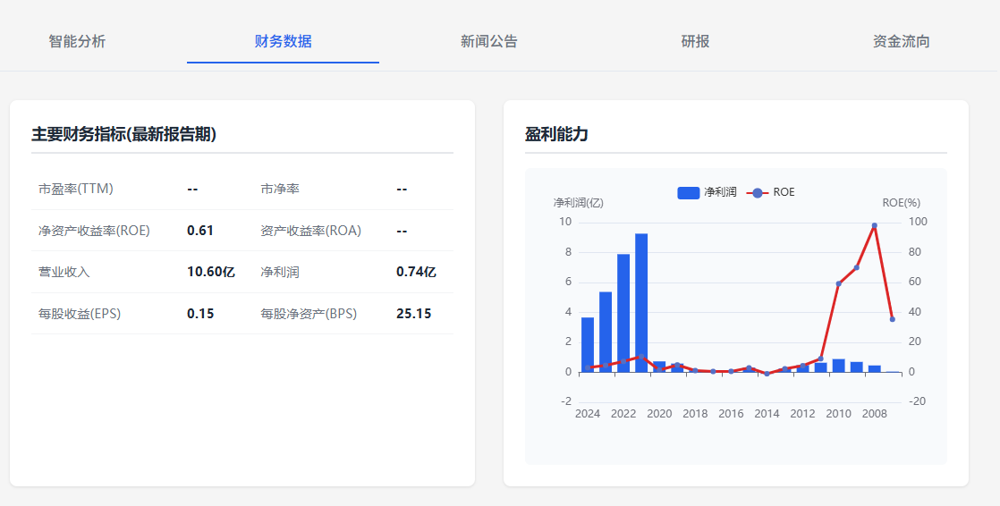 智能分析 财务数据 新闻公告 研报 资金流向
主要财务指标(最新报告期)
市盈率(TTM) -- 市净率 --
净资产收益率(ROE) 0.61 资产收益率(ROA) --
营业收入 10.60亿 净利润 0.74亿
每股收益(EPS) 0.15 每股净资产(BPS) 25.15
盈利能力
净利润 ROE
净利润(亿) ROE(%)
10 100
8 80
6 60
4 40
2 20
0 0
-2 -20
2024 2022 2020 2018 2016 2014 2012 2010 2008